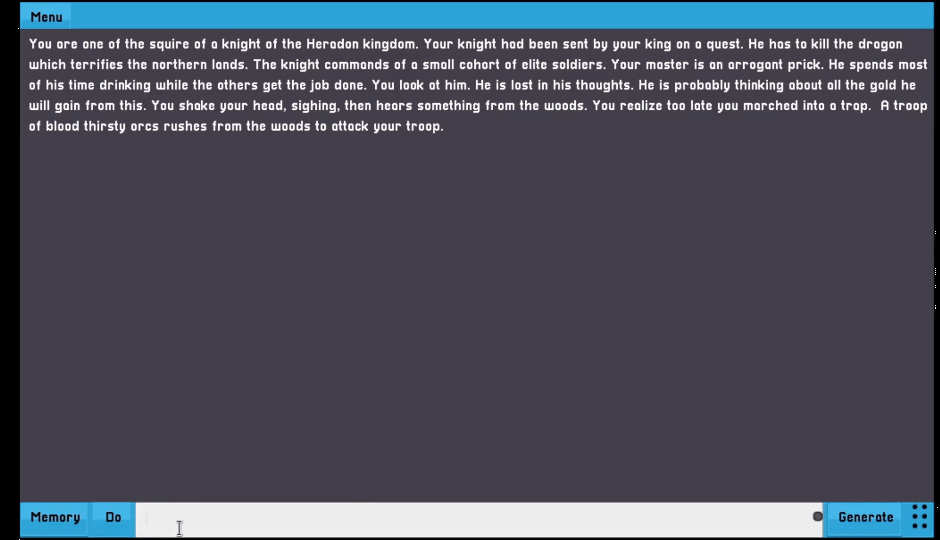 Menu
You are one of the squire of a knight of the Heradon kingdom. Your knight had been sent by your king on a quest. He has to kill the dragon
which terrifies the northern lands. The knight commands of a small cohort of elite soldiers. Your master is an arrogant prick. He spends most
of his time drinking while the others get the job done. You look at him. He is lost in his thoughts. He is probably thinking about all the gold he
will gain from this. You shake your head, sighing, then hears something from the woods. You realize too late you marched into a trap.  A troop
of blood thirsty orcs rushes from the woods to attack your troop.
Memory Do Generate